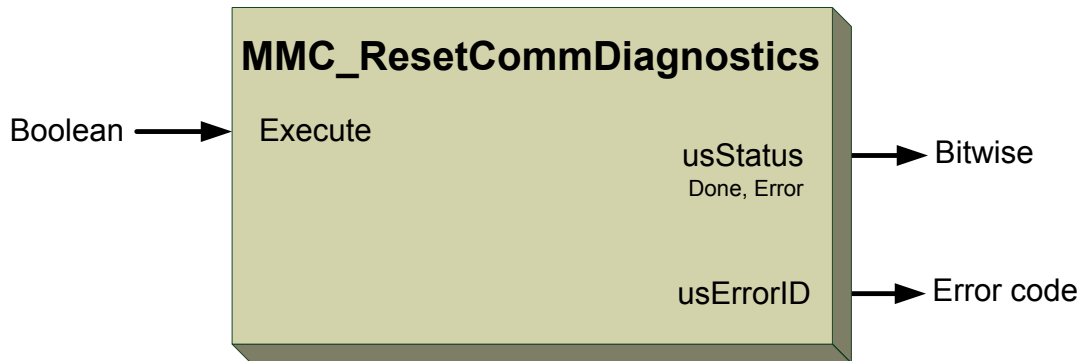 MMC_ResetCommDiagnostics
Boolean
Execute
usStatus
Bitwise
Done, Error
usErrorID
Error code